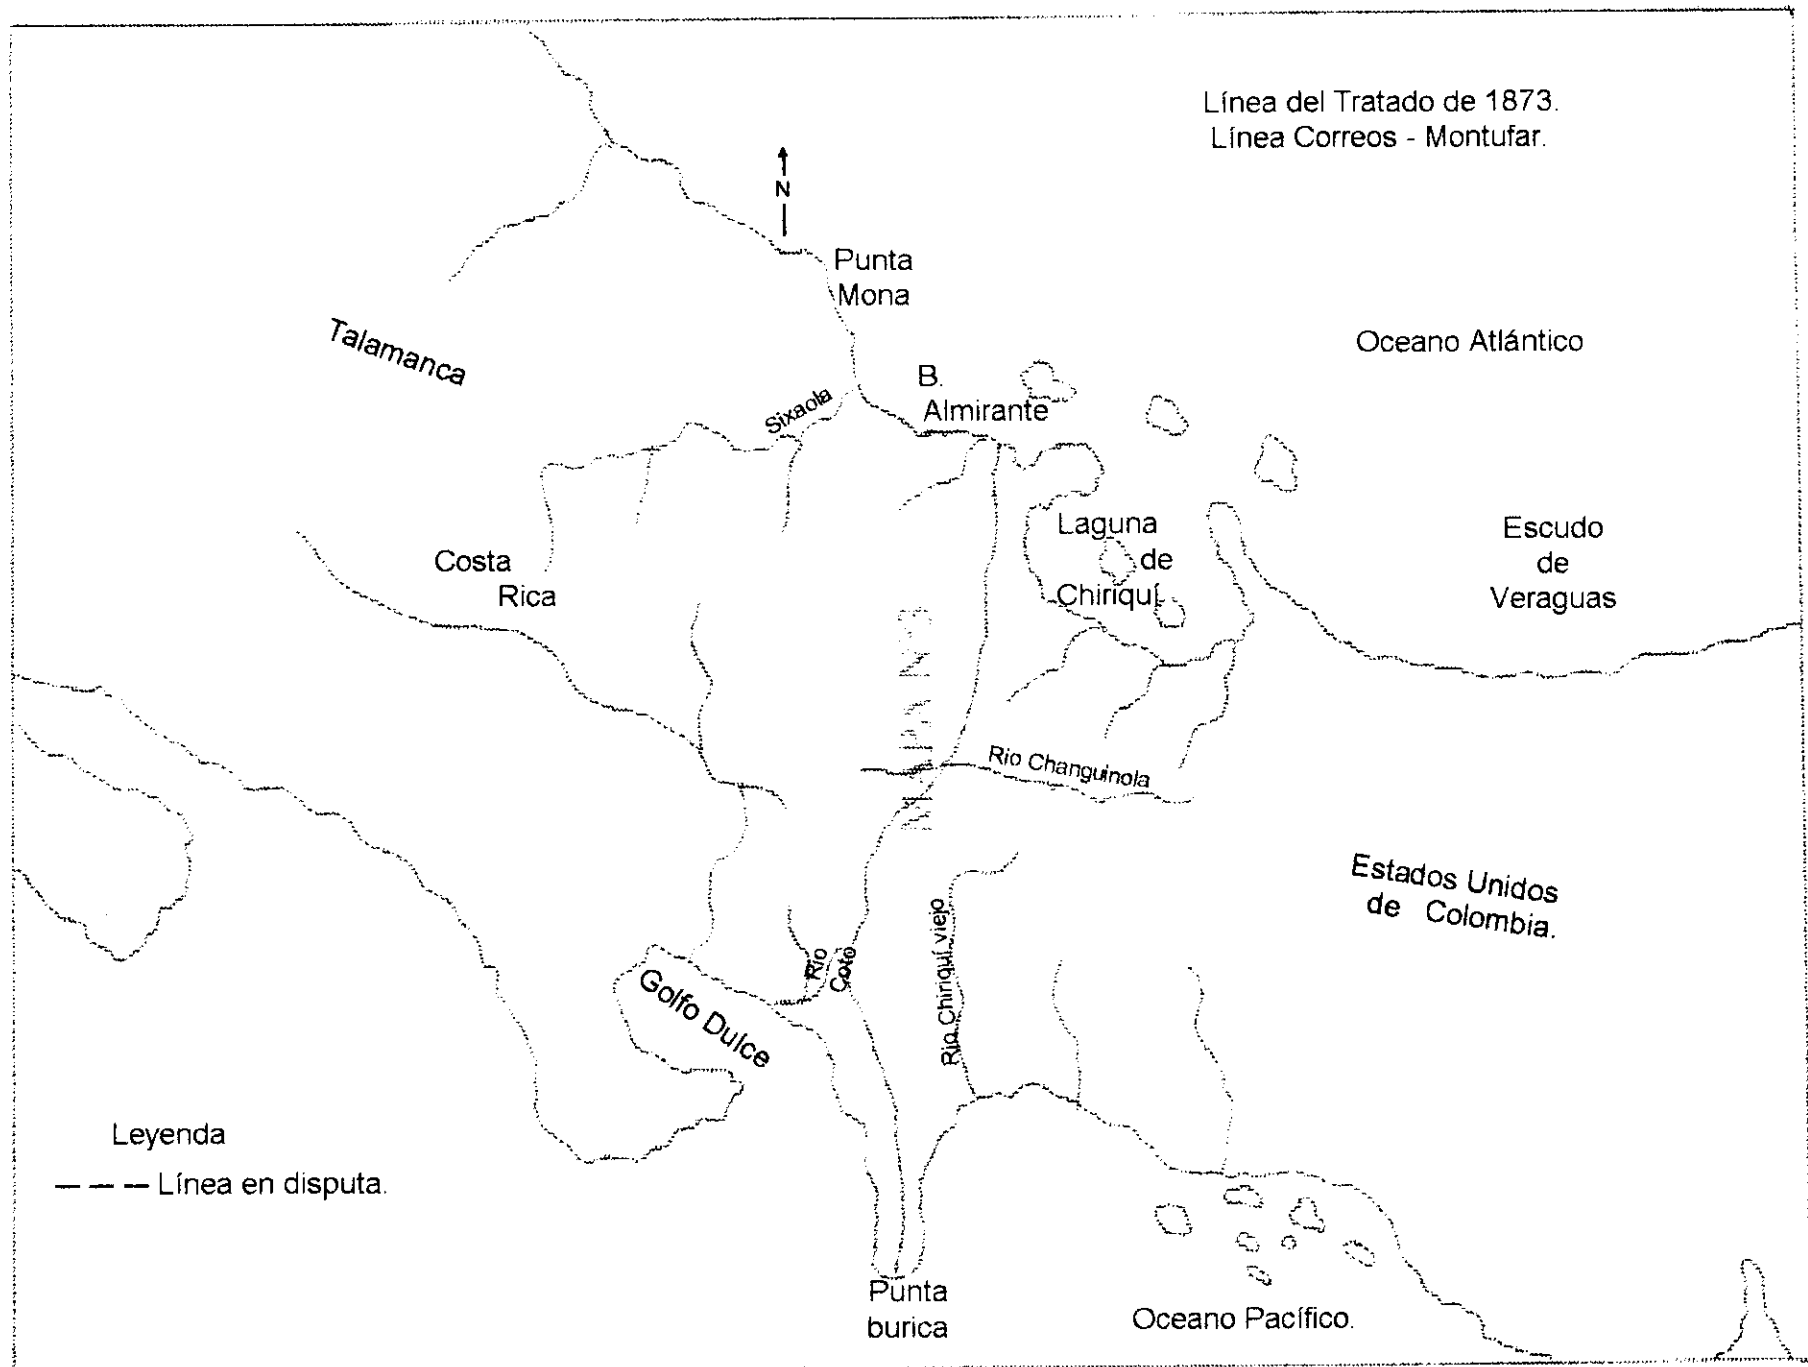 Línea del Tratado de 1873.
Línea Correos - Montufar.
N
Punta
Mona
Oceano Atlántico
Talamanca
B.
Almirante
Sixaola
Laguna
de
Chiriquí
Escudo
de
Veraguas
Costa
Rica
MAPA N°3
Rio Changuinola
Estados Unidos
de Colombia.
Rio Chiriquí viejo
Rio
Coto
Golfo Dulce
Leyenda
Línea en disputa.
Punta
burica
Oceano Pacífico.